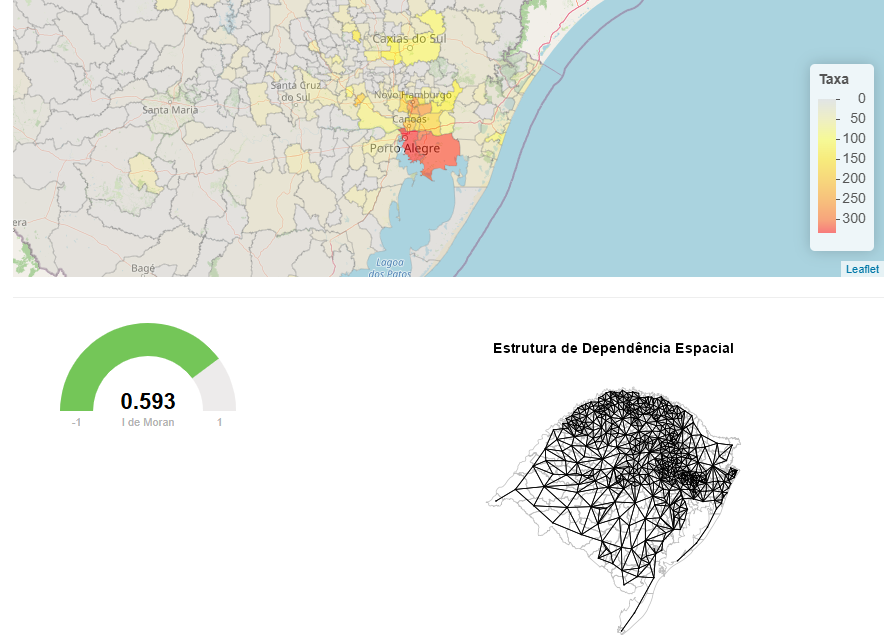 Caxias do Sul
Taxa
0
50
100
150
200
250
300
Santa Cruz
do Sul
Novo Hamburgo
Santa Maria
Canoas
Porto Alegre
era
Bagé
Lagoa
dos Patos
Leaflet
Estrutura de Dependência Espacial
0.593
-1
I de Moran
1